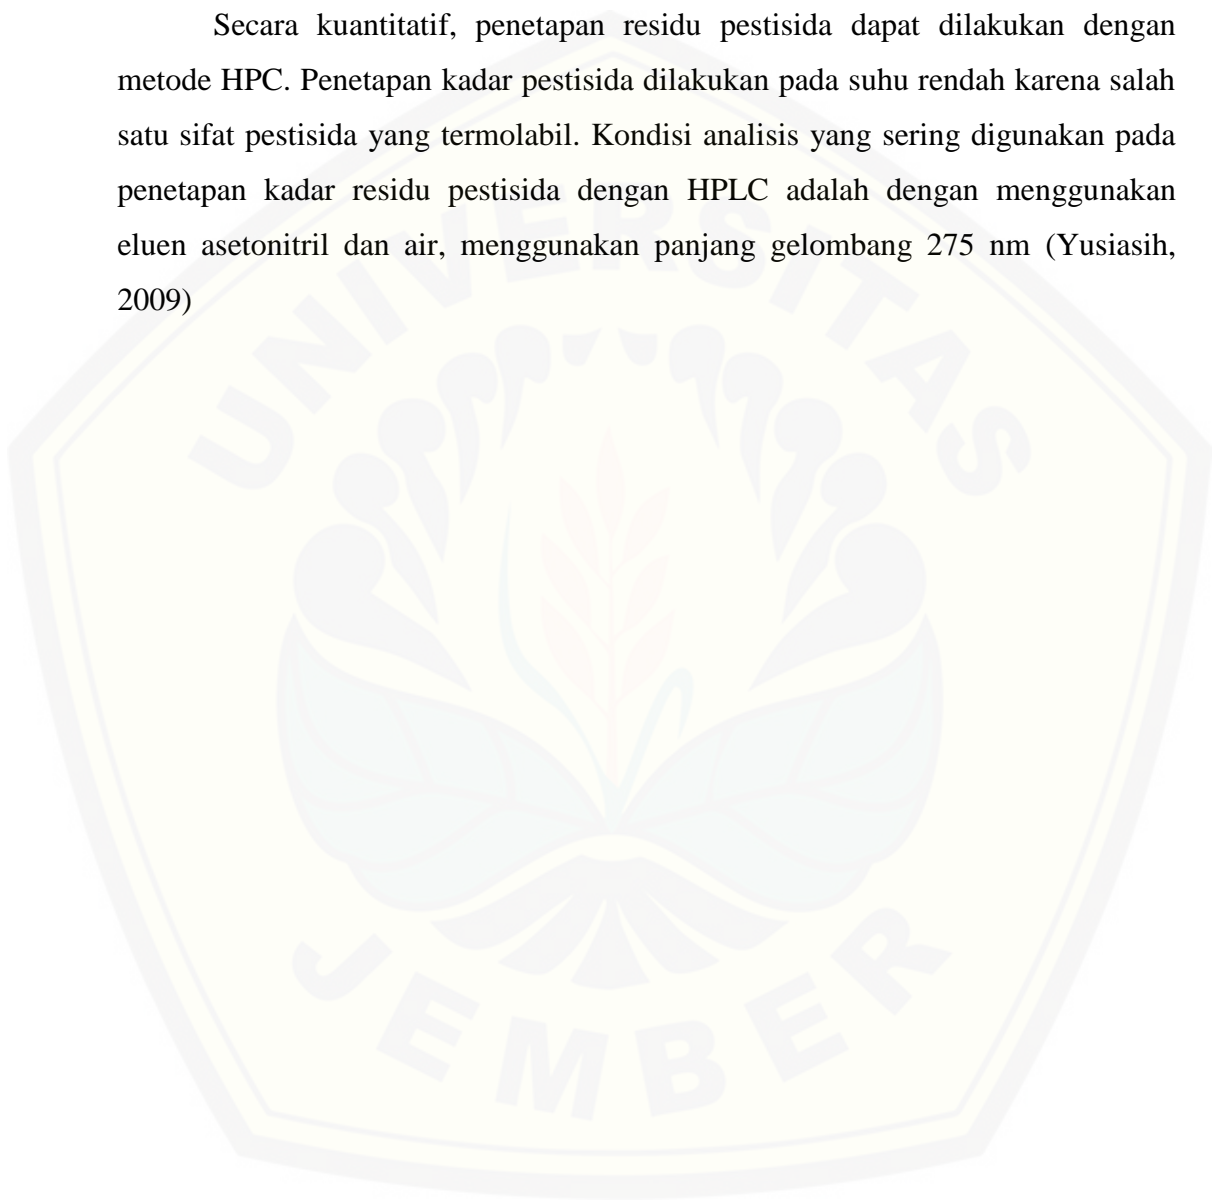 Secara kuantitatif, penetapan residu pestisida dapat dilakukan dengan
metode HPC. Penetapan kadar pestisida dilakukan pada suhu rendah karena salah
satu sifat pestisida yang termolabil. Kondisi analisis yang sering digunakan pada
penetapan kadar residu pestisida dengan HPLC adalah dengan menggunakan
eluen asetonitril dan air, menggunakan panjang gelombang 275 nm (Yusiasih,
2009)
UNIVERSITAS
JEMBER